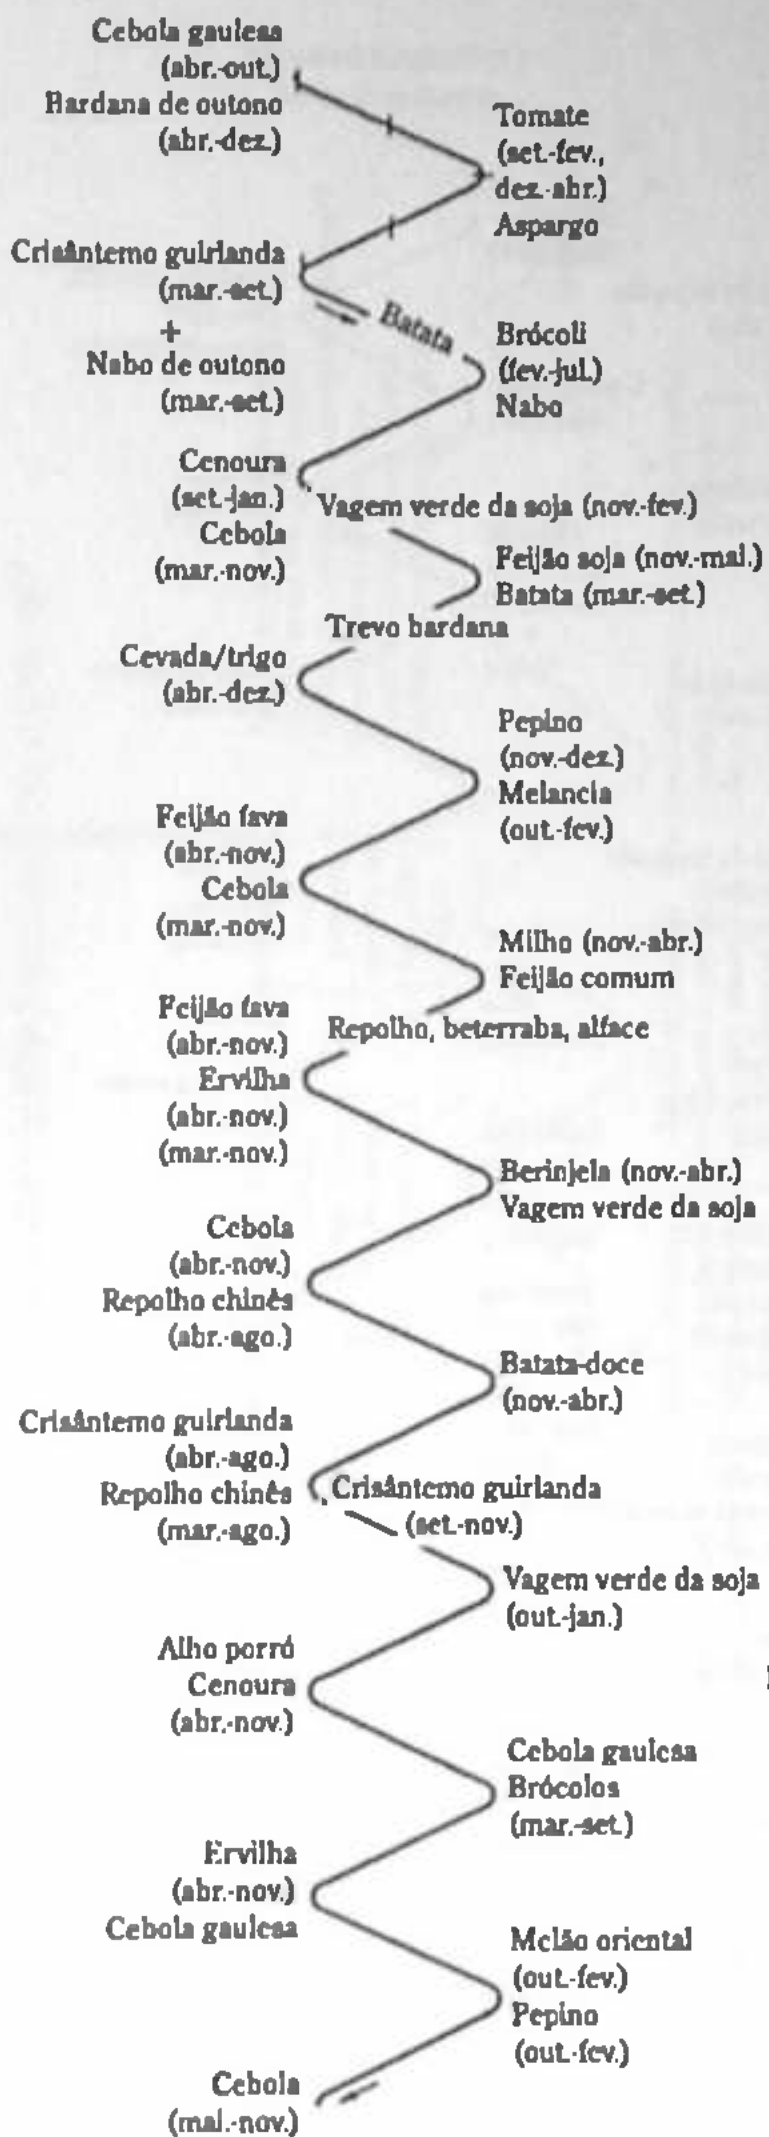 Cebola gaulesa
(abr.-out.)
Bardana de outono
(abr.-dez.)
Tomate
(set.-fev.,
dez.-abr.)
Aspargo
Crisântemo guirlanda
(mar.-set.)
+
Nabo de outono
(mar.-set.)
Batata
Brócoli
(fev.-jul.)
Nabo
Cenoura
(set.-jan.)
Cebola
(mar.-nov.)
Vagem verde da soja (nov.-fev.)
Feijão soja (nov.-mai.)
Batata (mar.-set.)
Trevo bardana
Cevada/trigo
(abr.-dez.)
Pepino
(nov.-dez.)
Melancia
(out.-fev.)
Feijão fava
(abr.-nov.)
Cebola
(mar.-nov.)
Milho (nov.-abr.)
Feijão comum
Repolho, beterraba, alface
Feijão fava
(abr.-nov.)
Ervilha
(abr.-nov.)
(mar.-nov.)
Berinjela (nov.-abr.)
Vagem verde da soja
Cebola
(abr.-nov.)
Repolho chinês
(abr.-ago.)
Batata-doce
(nov.-abr.)
Crisântemo guirlanda
(abr.-ago.)
Repolho chinês
(mar.-ago.)
Crisântemo guirlanda
(set.-nov.)
Vagem verde da soja
(out.-jan.)
Alho porró
Cenoura
(abr.-nov.)
Cebola gaulesa
Brócolos
(mar.-set.)
Ervilha
(abr.-nov.)
Cebola gaulesa
Melão oriental
(out.-fev.)
Pepino
(out.-fev.)
Cebola
(mai.-nov.)